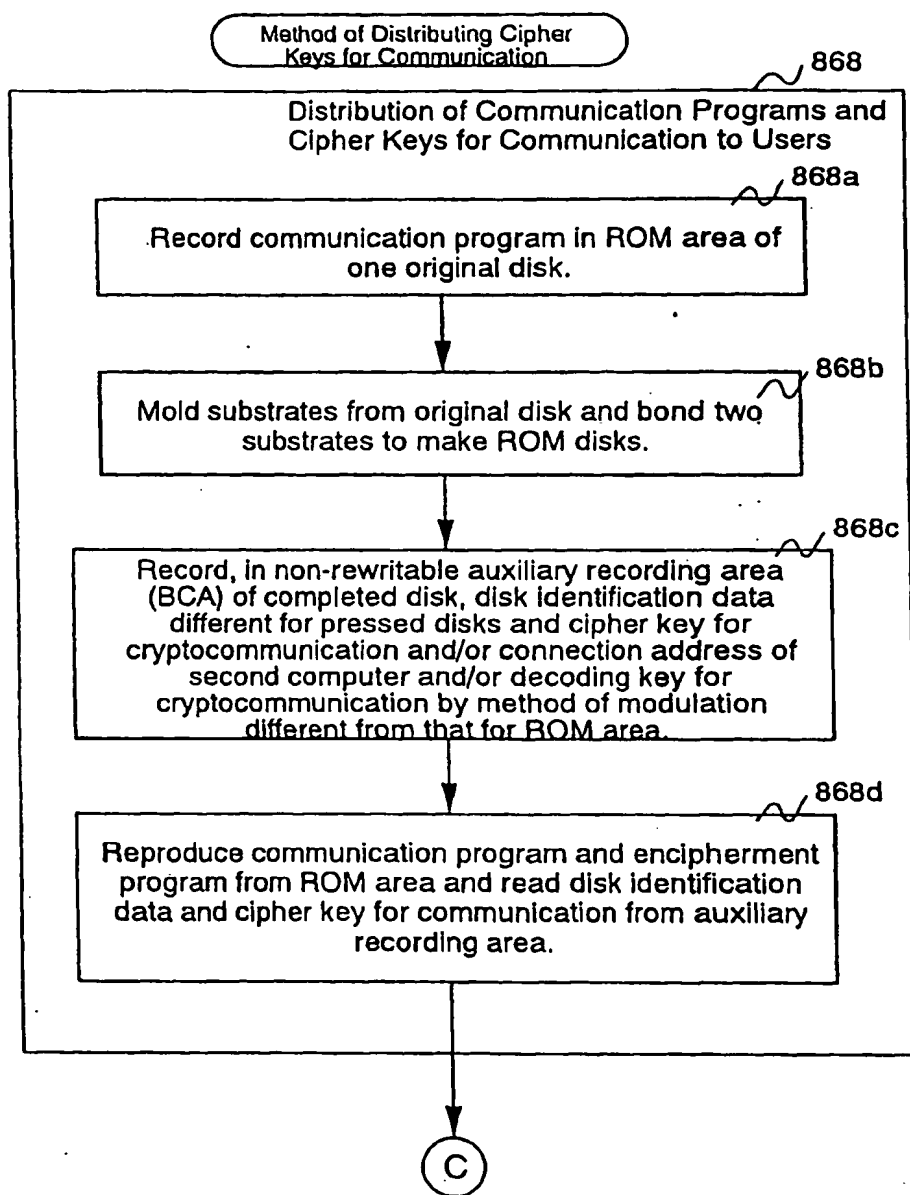 Method of Distributing Cipher
Keys for Communication
868
Distribution of Communication Programs and
Cipher Keys for Communication to Users
868a
Record communication program in ROM area of
one original disk.
868b
Mold substrates from original disk and bond two
substrates to make ROM disks.
868c
Record, in non-rewritable auxiliary recording area
(BCA) of completed disk, disk identification data
different for pressed disks and cipher key for
cryptocommunication and/or connection address of
second computer and/or decoding key for
cryptocommunication by method of modulation
different from that for ROM area.
868d
Reproduce communication program and encipherment
program from ROM area and read disk identification
data and cipher key for communication from auxiliary
recording area.
C